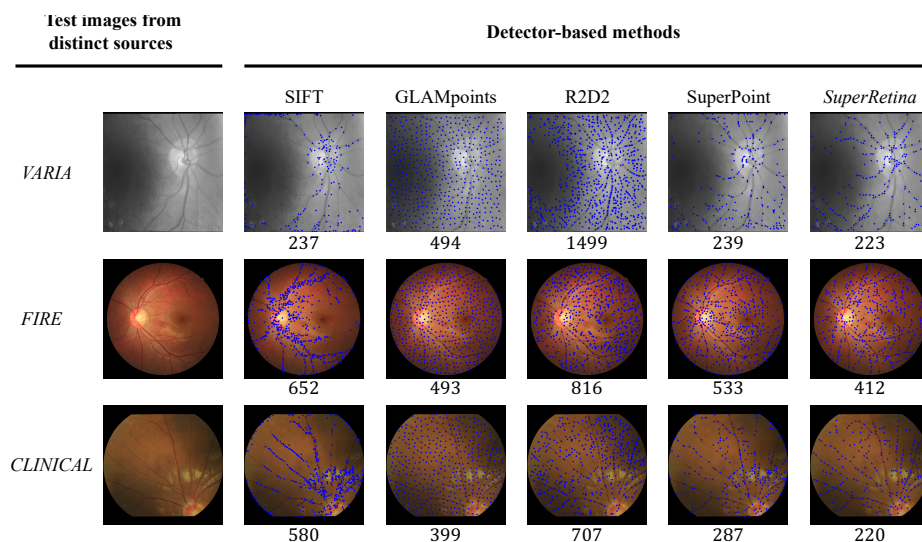 Test images from
distinct sources
Detector-based methods
SIFT GLAMpoints R2D2 SuperPoint SuperRetina
VARIA
237 494 1499 239 223
FIRE
652 493 816 533 412
CLINICAL
580 399 707 287 220